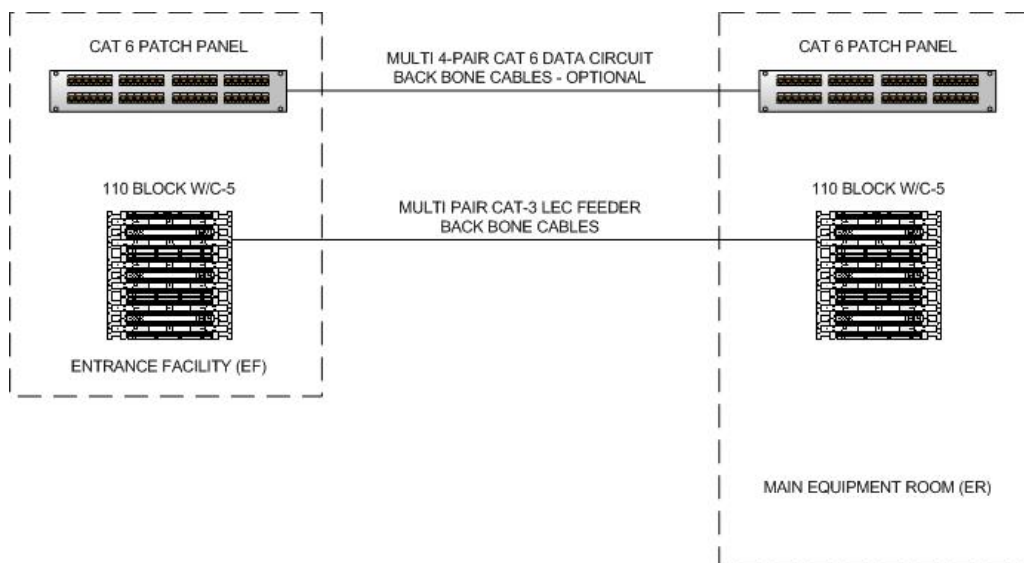 CAT 6 PATCH PANEL
MULTI 4-PAIR CAT 6 DATA CIRCUIT
BACK BONE CABLES - OPTIONAL
CAT 6 PATCH PANEL
110 BLOCK W/C-5
MULTI PAIR CAT-3 LEC FEEDER
BACK BONE CABLES
110 BLOCK W/C-5
ENTRANCE FACILITY (EF)
MAIN EQUIPMENT ROOM (ER)